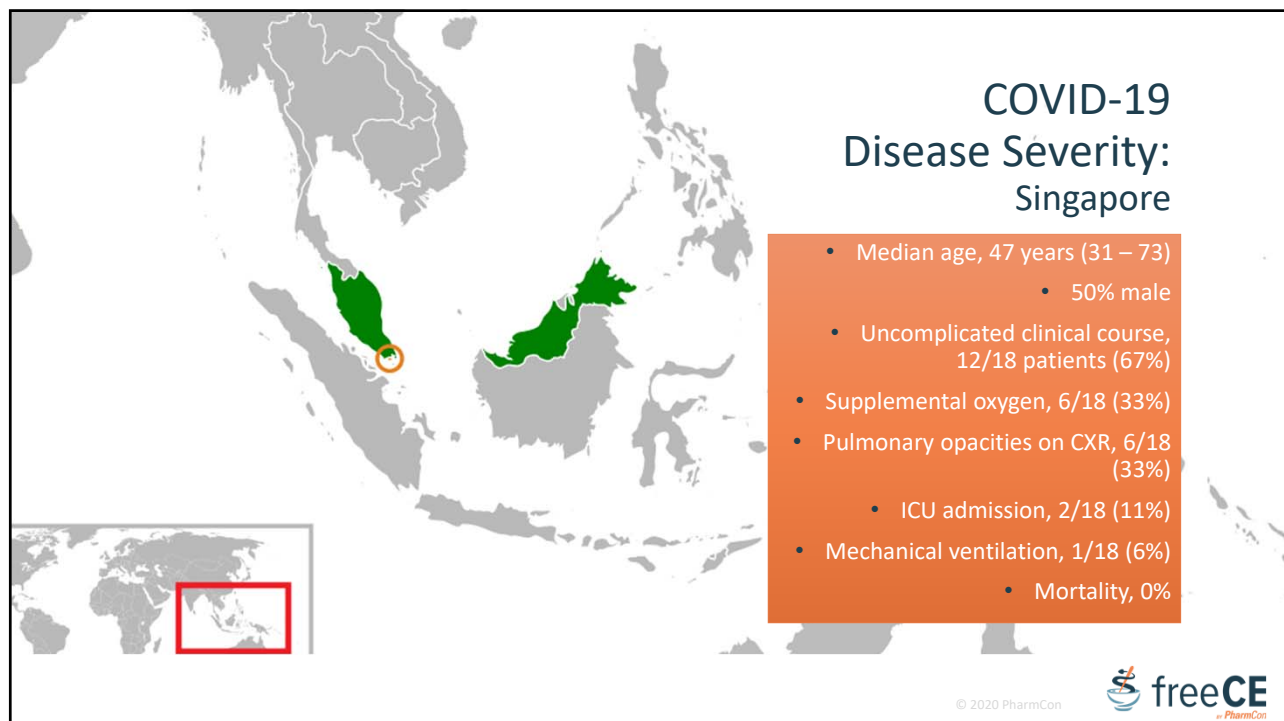 COVID-19
Disease Severity:
Singapore
• Median age, 47 years (31 – 73)
• 50% male
• Uncomplicated clinical course,
12/18 patients (67%)
• Supplemental oxygen, 6/18 (33%)
• Pulmonary opacities on CXR, 6/18
(33%)
• ICU admission, 2/18 (11%)
• Mechanical ventilation, 1/18 (6%)
• Mortality, 0%
© 2020 PharmCon
freeCE
BY PharmCon